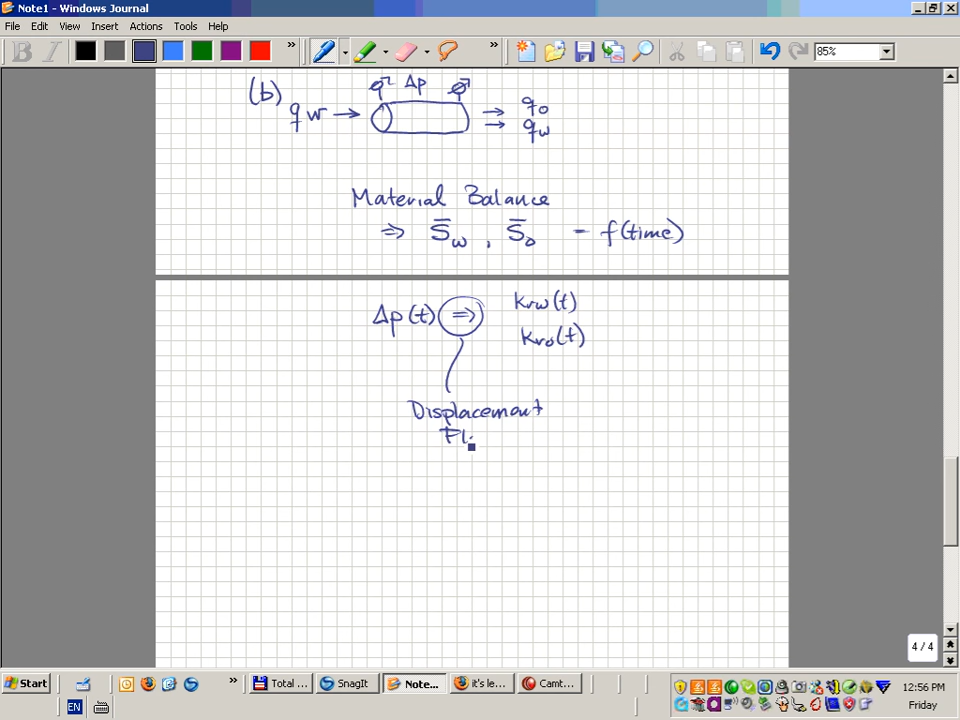 Note1 - Windows Journal
File Edit View Insert Actions Tools Help
B I » » 85%
(b) Δp
qw → → qo
→ qw
Material Balance
⇒ S̄w , S̄o - f(time)
Δp(t) ⇒ krw(t)
kro(t)
Displacement
Fl
4 / 4
Start » Total ... SnagIt Note... it's le... Camt... 12:56 PM
EN Friday